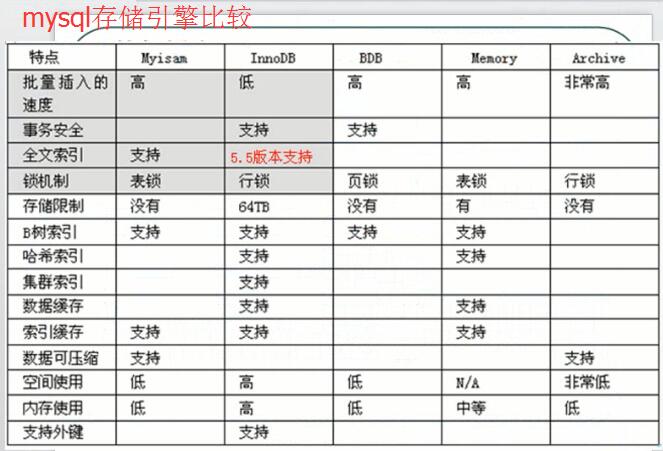 mysql存储引擎比较
特点 Myisam InnoDB BDB Memory Archive
批量插入的 高 低 高 高 非常高
速度
事务安全 支持 支持
全文索引 支持 5.5版本支持
锁机制 表锁 行锁 页锁 表锁 行锁
存储限制 没有 64TB 没有 有 没有
B树索引 支持 支持 支持 支持
哈希索引 支持 支持
集群索引 支持
数据缓存 支持 支持
索引缓存 支持 支持 支持
数据可压缩 支持 支持
空间使用 低 高 低 N/A 非常低
内存使用 低 高 低 中等 低
支持外键 支持